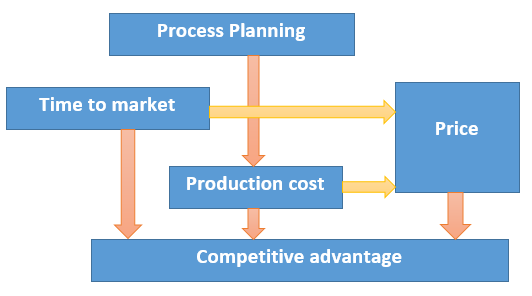 Process Planning
Time to market
Price
Production cost
Competitive advantage